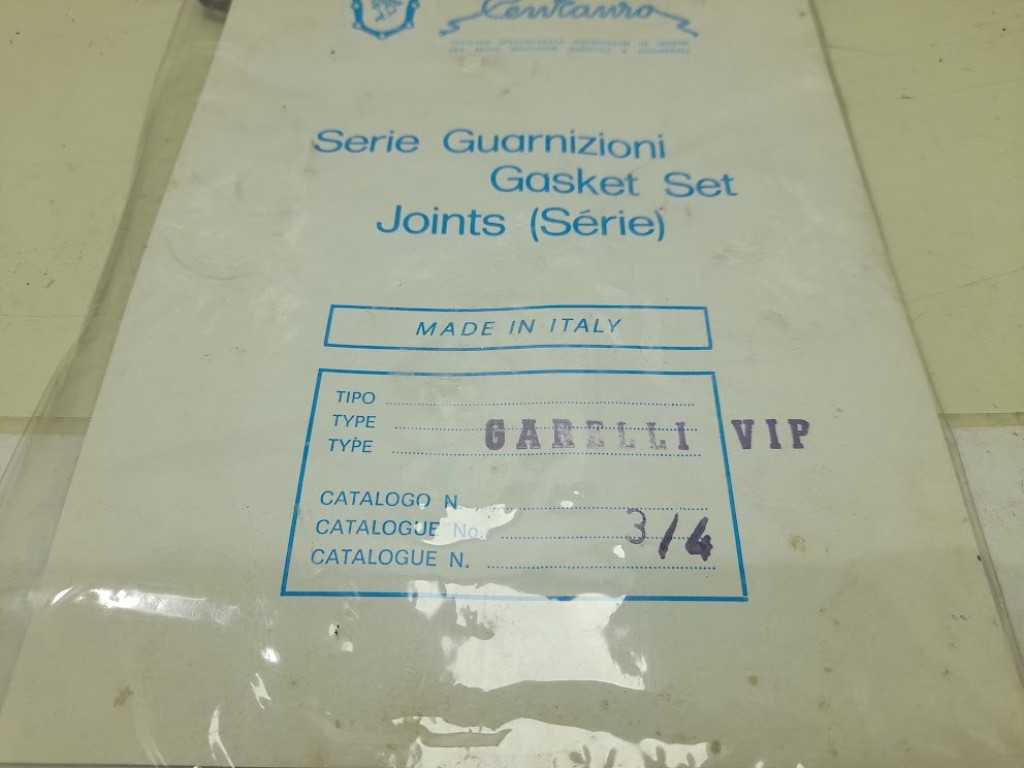 Centauro
Serie Guarnizioni
Gasket Set
Joints (Série)
MADE IN ITALY
TIPO
TYPE
TYPE
GARELLI VIP
CATALOGO N.
CATALOGUE No.
CATALOGUE N.
3/4